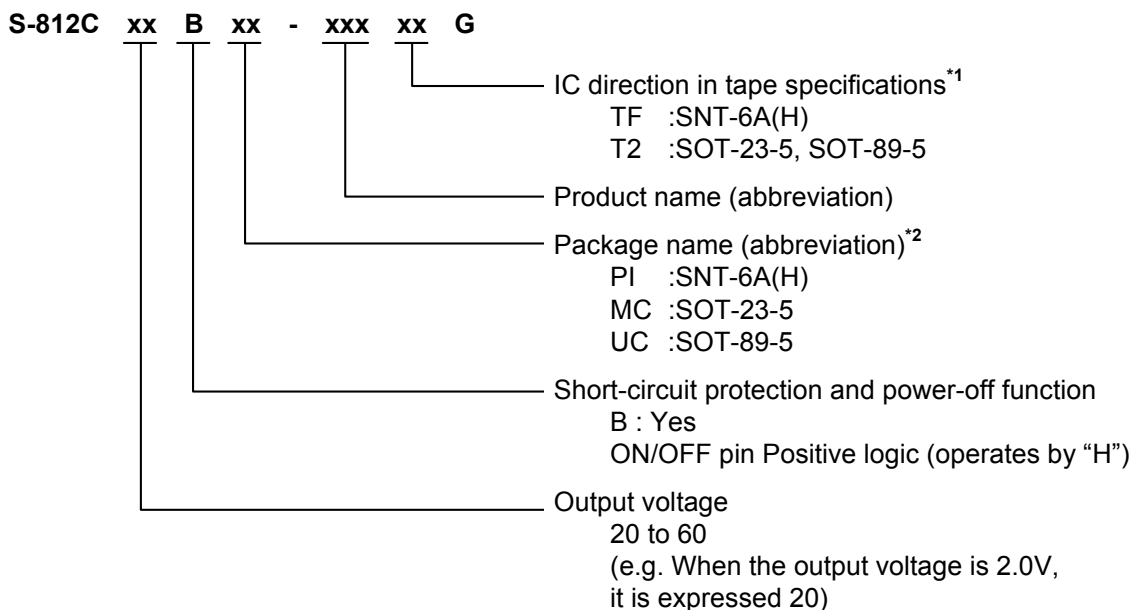 S-812C xx B xx - xxx xx G
IC direction in tape specifications*1
TF :SNT-6A(H)
T2 :SOT-23-5, SOT-89-5
Product name (abbreviation)
Package name (abbreviation)*2
PI :SNT-6A(H)
MC :SOT-23-5
UC :SOT-89-5
Short-circuit protection and power-off function
B : Yes
ON/OFF pin Positive logic (operates by “H”)
Output voltage
20 to 60
(e.g. When the output voltage is 2.0V,
it is expressed 20)